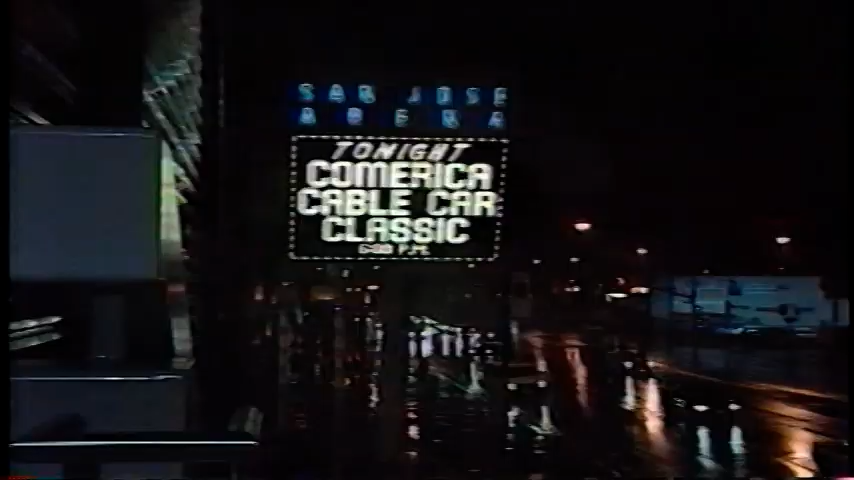 SAN JOSE
ARENA
TONIGHT
COMERICA
CABLE CAR
CLASSIC
P.M.